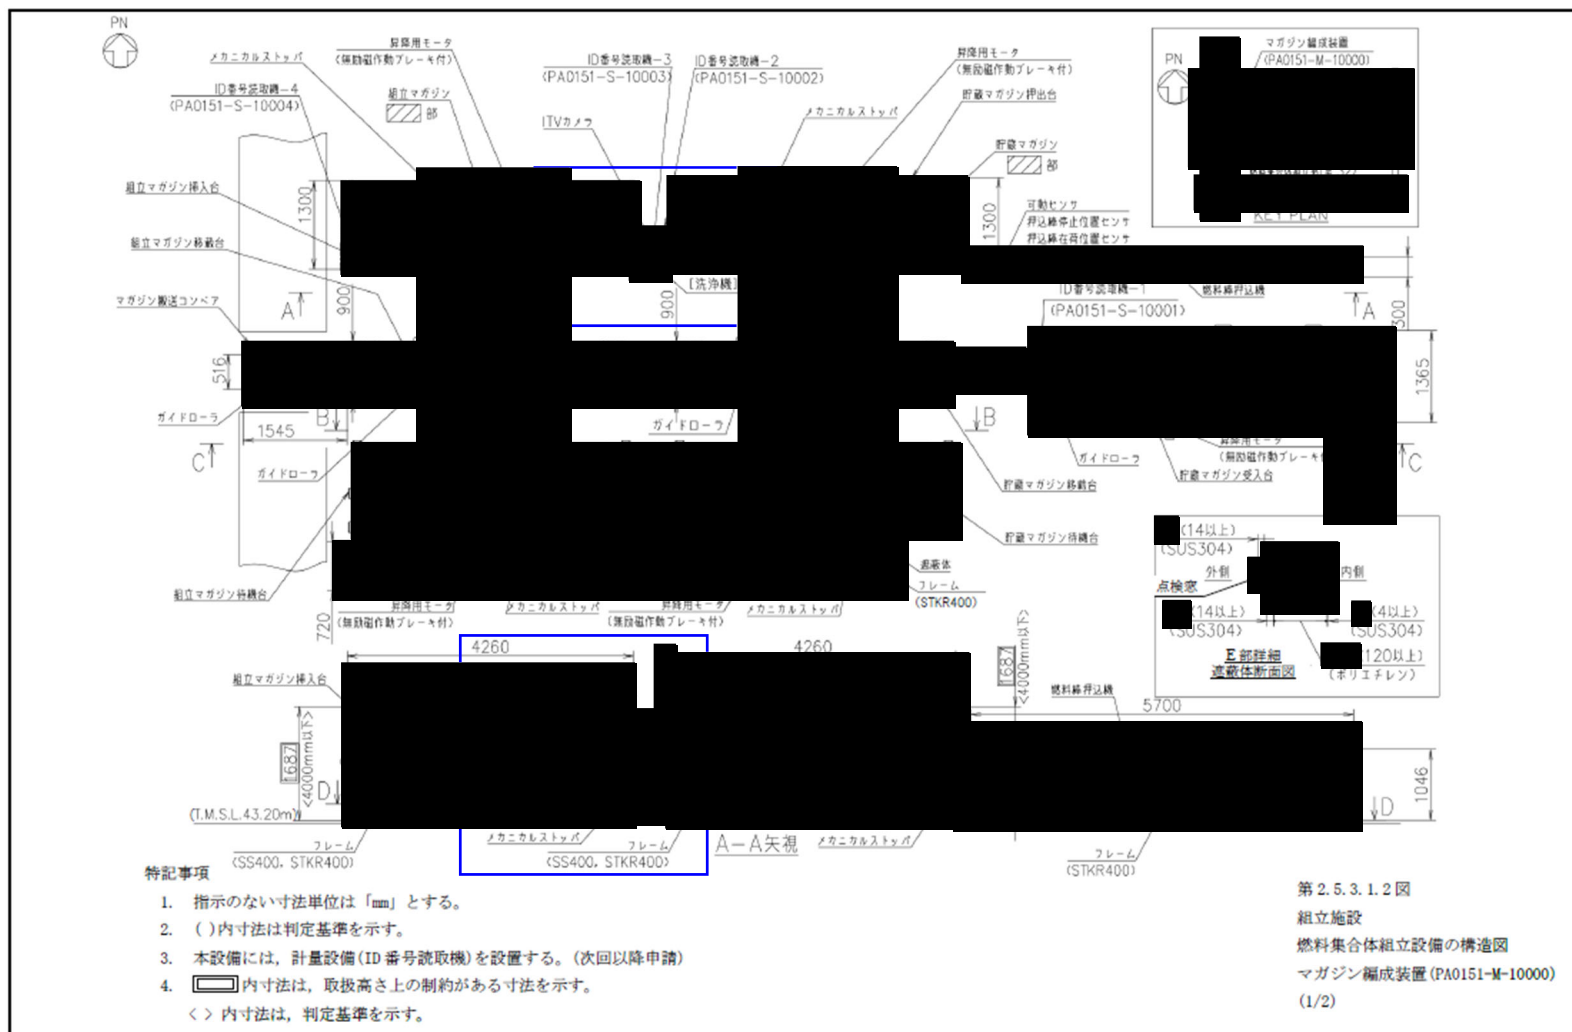 PN
メカニカルストッパ
昇降用モータ
(無励磁作動ブレーキ付)
ID番号読取機-3
(PA0151-S-10003)
ID番号読取機-2
(PA0151-S-10002)
昇降用モータ
(無励磁作動ブレーキ付)
PN
マガジン編成装置
(PA0151-M-10000)
ID番号読取機-4
(PA0151-S-10004)
組立マガジン
部
ITVカメラ
メカニカルストッパ
貯蔵マガジン押出台
貯蔵マガジン
部
KEY PLAN
組立マガジン挿入台
1300
1300
可動センサ
押込棒停止位置センサ
押込棒在荷位置センサ
組立マガジン移載台
[洗浄機]
燃料棒押込機
マガジン搬送コンベア
A
900
900
ID番号読取機-1
(PA0151-S-10001)
A
300
516
1365
ガイドローラ
1545
B
ガイドローラ
B
C
ガイドローラ
ガイドローラ
昇降用モータ
(無励磁作動ブレーキ付
貯蔵マガジン受入台
C
貯蔵マガジン移載台
貯蔵マガジン待機台
組立マガジン待機台
遮蔽体
フレーム
(STKR400)
(14以上)
(SUS304)
点検窓
外側
内側
(14以上)
(SUS304)
(4以上)
(SUS304)
E部詳細
遮蔽体断面図
(120以上)
(ポリエチレン)
720
昇降用モータ
(無励磁作動ブレーキ付)
メカニカルストッパ
昇降用モータ
(無励磁作動ブレーキ付)
メカニカルストッパ
4260
4260
1687
<4000mm以下>
組立マガジン挿入台
燃料棒押込機
5700
1687
<4000mm以下>
D
1046
D
(T.M.S.L.43.20m)
フレーム
(SS400, STKR400)
メカニカルストッパ
フレーム
(SS400, STKR400)
A-A矢視
メカニカルストッパ
フレーム
(STKR400)
特記事項
1. 指示のない寸法単位は「mm」とする。
2. ( )内寸法は判定基準を示す。
3. 本設備には，計量設備(ID番号読取機)を設置する。(次回以降申請)
4. 内寸法は，取扱高さ上の制約がある寸法を示す。
< > 内寸法は，判定基準を示す。
第2.5.3.1.2図
組立施設
燃料集合体組立設備の構造図
マガジン編成装置(PA0151-M-10000)
(1/2)